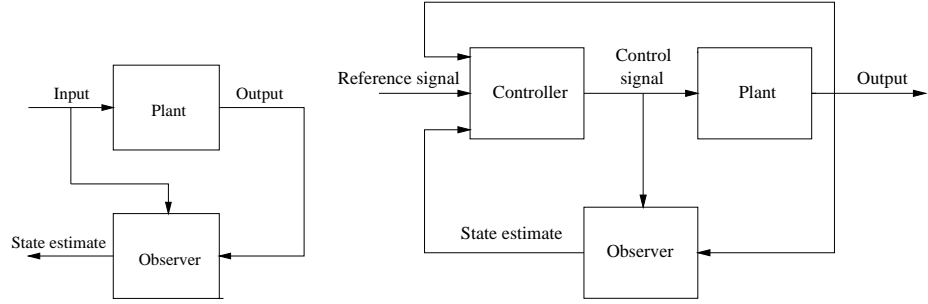 Input
Plant
Output
State estimate
Observer
Reference signal
Controller
Control
signal
Plant
Output
State estimate
Observer